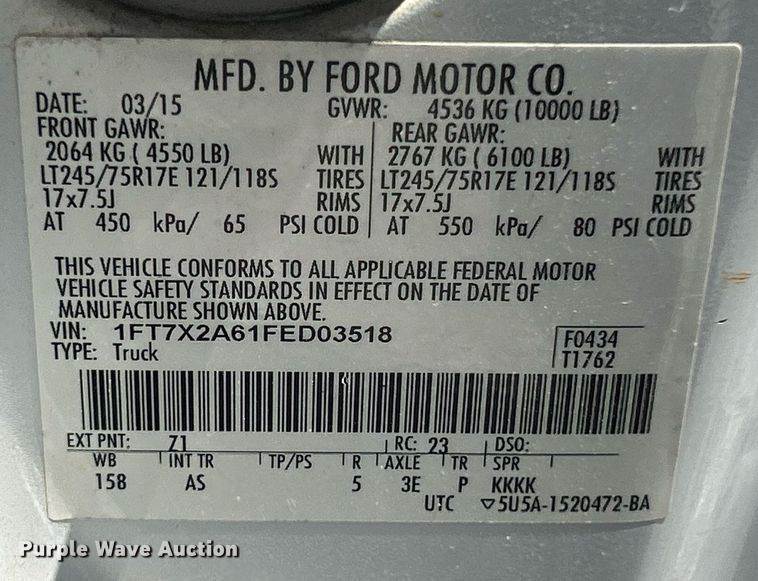 MFD. BY FORD MOTOR CO.
DATE: 03/15 GVWR: 4536 KG (10000 LB)
FRONT GAWR: REAR GAWR:
2064 KG ( 4550 LB) WITH 2767 KG ( 6100 LB) WITH
LT245/75R17E 121/118S TIRES LT245/75R17E 121/118S TIRES
17x7.5J RIMS 17x7.5J RIMS
AT 450 kPa/ 65 PSI COLD AT 550 kPa/ 80 PSI COLD
THIS VEHICLE CONFORMS TO ALL APPLICABLE FEDERAL MOTOR
VEHICLE SAFETY STANDARDS IN EFFECT ON THE DATE OF
MANUFACTURE SHOWN ABOVE.
VIN: 1FT7X2A61FED03518 F0434
TYPE: Truck T1762
EXT PNT: Z1 RC: 23 DSO:
WB INT TR TP/PS R AXLE TR SPR
158 AS 5 3E P KKKK
UTC ▽5U5A-1520472-BA
Purple Wave Auction